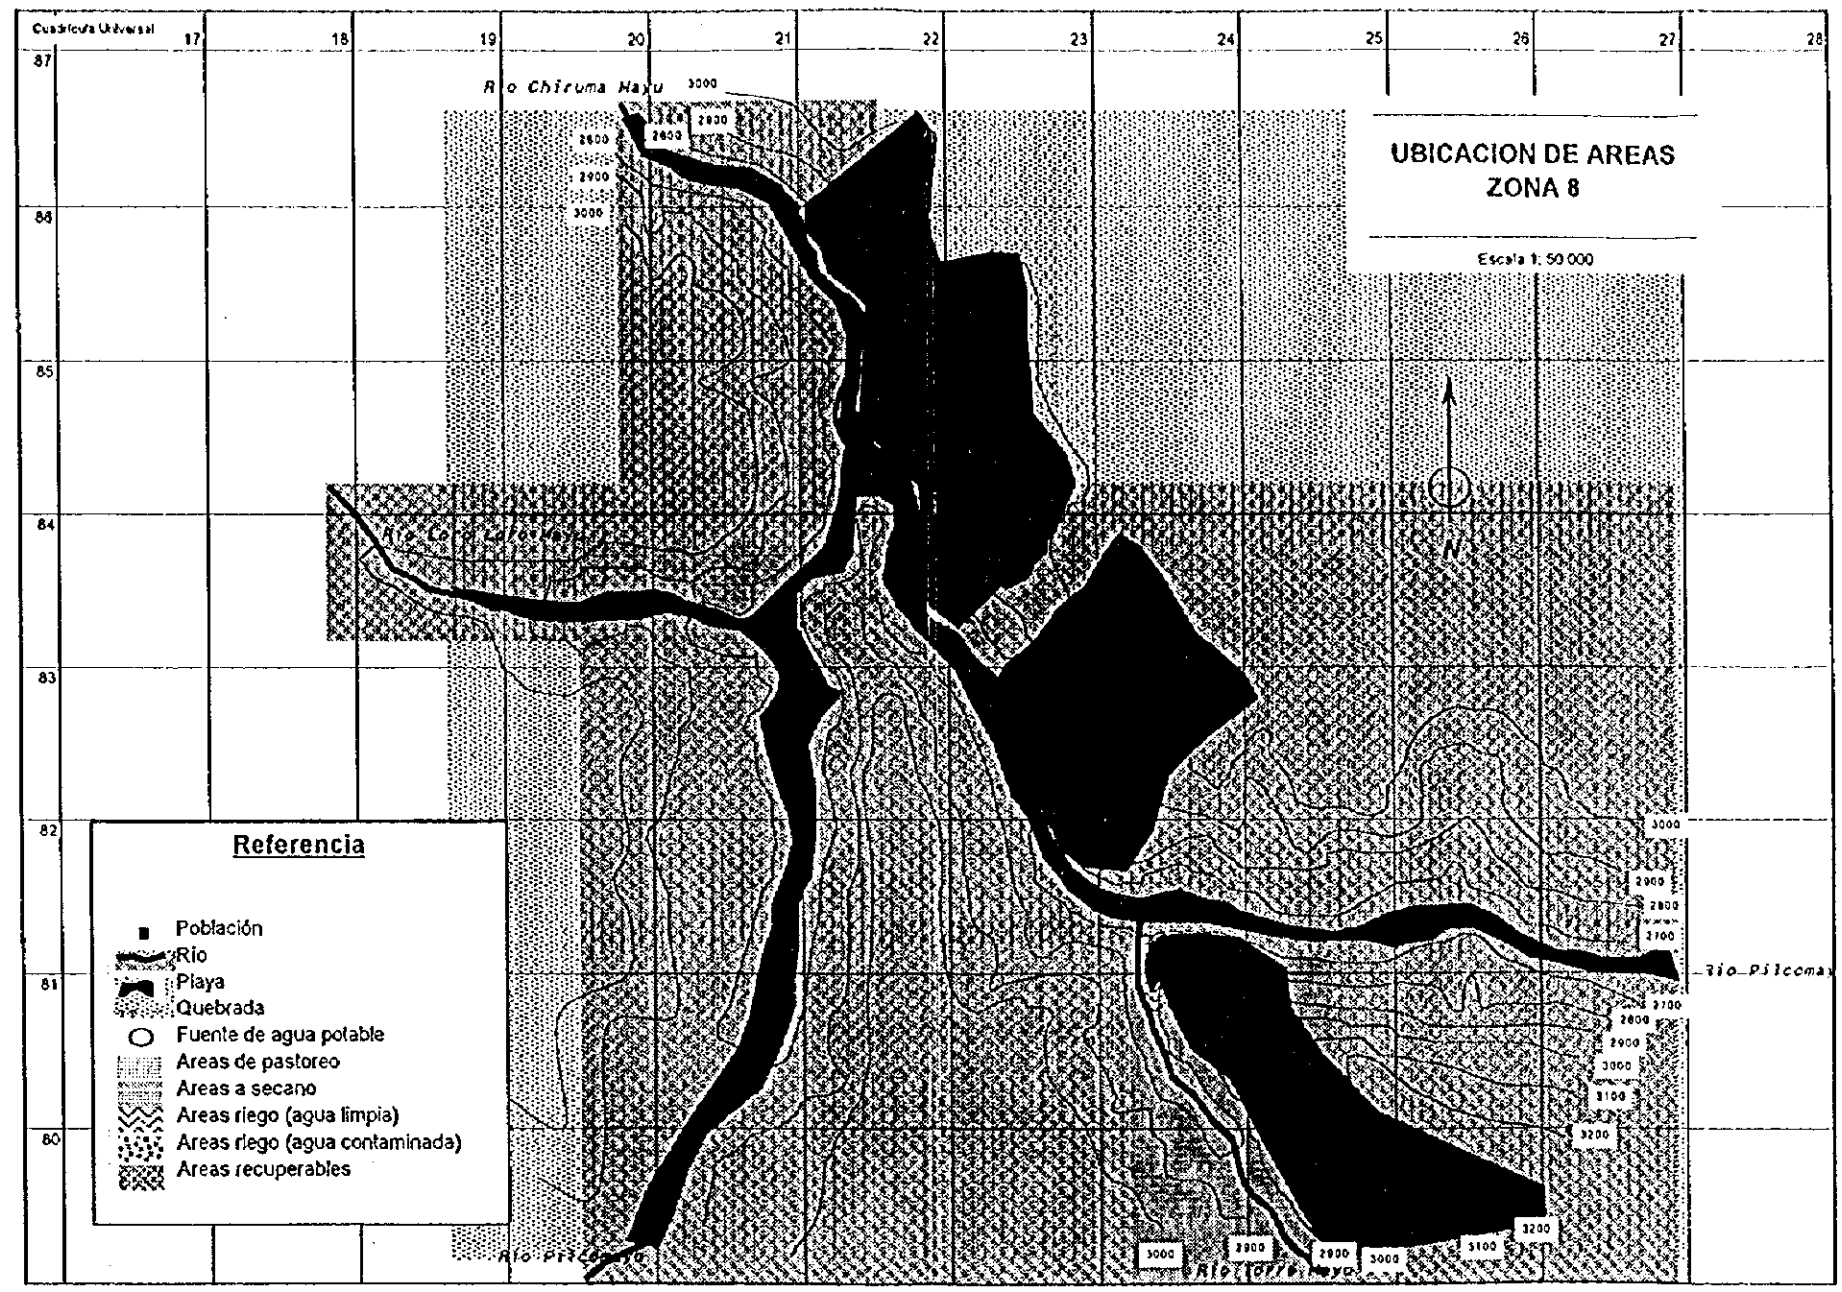 Cuadrícula Universal
17 18 19 20 21 22 23 24 25 26 27 28
87
Río Chiruma Mayu 3000
2800 2600 2800
2900
UBICACION DE AREAS
ZONA 8
86
3000
Escala 1: 50 000
85
84
N
83
82
3000
Referencia
2900
2800
2700
Población
Río
Playa
Quebrada
Fuente de agua potable
Areas de pastoreo
Areas a secano
Areas riego (agua limpia)
Areas riego (agua contaminada)
Areas recuperables
81
Río Pilcomay
2700
2800
2900
3000
3100
80
3200
3200
3000 2900 2900 3000 3100
Río Pilcomayo